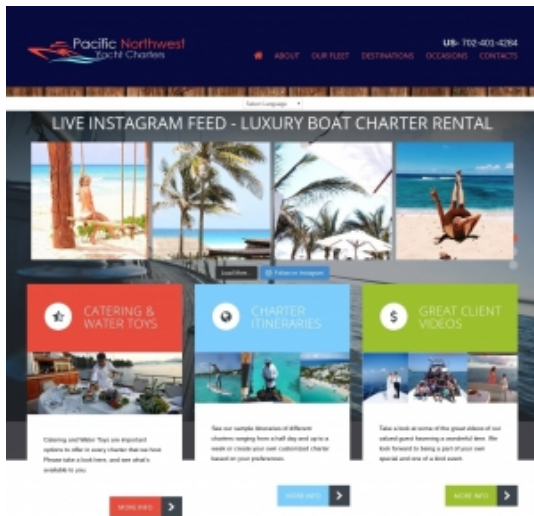 Pacific Northwest
Yacht Charters
US- 702-401-4284
ABOUT OUR FLEET DESTINATIONS OCCASIONS CONTACTS
Select Language
LIVE INSTAGRAM FEED - LUXURY BOAT CHARTER RENTAL
Load More... Follow on Instagram
CATERING &
WATER TOYS
CHARTER
ITINERARIES
$
GREAT CLIENT
VIDEOS
Catering and Water Toys are important
options to offer in every charter that we host
Please take a look here, and see what's
available to you.
MORE INFO
See our sample itineraries of different
charters ranging from a half day and up to a
week or create your own customized charter
based on your preferences.
MORE INFO
Take a look at some of the great videos of our
valued guest havening a wonderful time. We
look forward to being a part of your own
special and one of a kind event.
MORE INFO